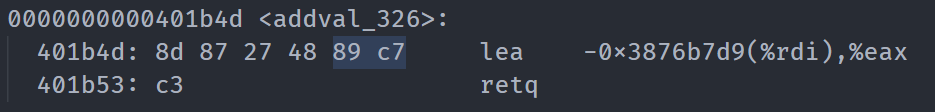 0000000000401b4d <addval_326>:
401b4d: 8d 87 27 48 89 c7 lea -0×3876b7d9(%rdi),%eax
401b53: c3 retq